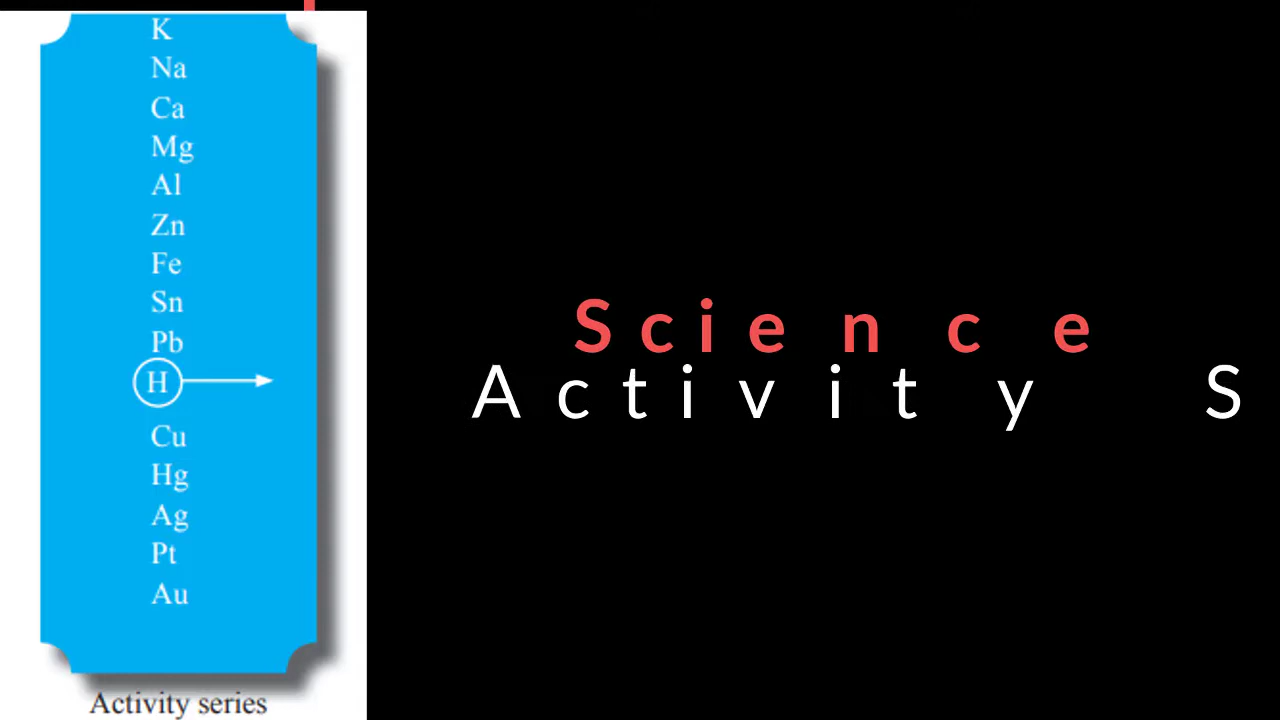 K
Na
Ca
Mg
Al
Zn
Fe
Sn
Pb
H
Cu
Hg
Ag
Pt
Au
Activity series
Science
Activity S